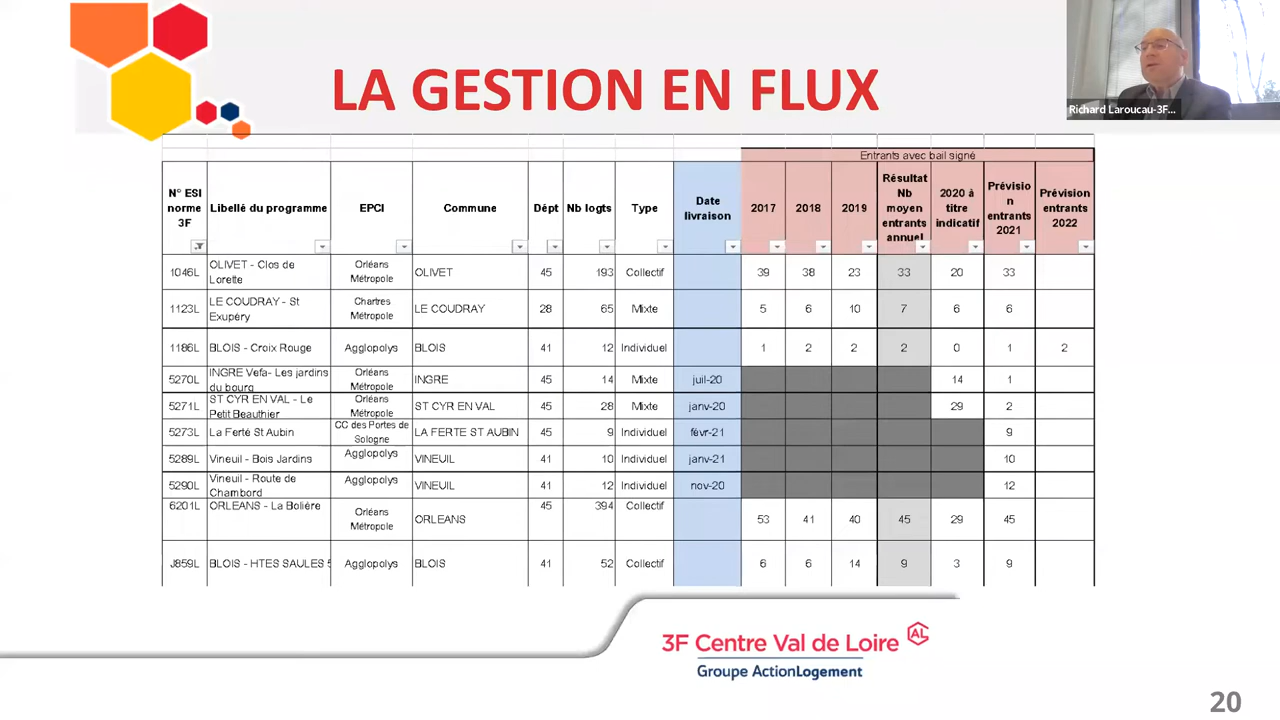 LA GESTION EN FLUX
Richard Laroucau-3F...
Entrants avec bail signé
N° ESI norme 3F Libellé du programme EPCI Commune Dépt Nb logts Type Date livraison 2017 2018 2019 Résultat Nb moyen entrants annuel 2020 à titre indicatif Prévision entrants 2021 Prévision entrants 2022
1046L OLIVET - Clos de Lorette Orléans Métropole OLIVET 45 193 Collectif 39 38 23 33 20 33
1123L LE COUDRAY - St Exupéry Chartres Métropole LE COUDRAY 28 65 Mixte 5 6 10 7 6 6
1186L BLOIS - Croix Rouge Agglopolys BLOIS 41 12 Individuel 1 2 2 2 0 1 2
5270L INGRE Vefa- Les jardins du bourg Orléans Métropole INGRE 45 14 Mixte juil-20 14 1
5271L ST CYR EN VAL - Le Petit Beauthier Orléans Métropole ST CYR EN VAL 45 28 Mixte janv-20 29 2
5273L La Ferté St Aubin CC des Portes de Sologne LA FERTE ST AUBIN 45 9 Individuel févr-21 9
5289L Vineuil - Bois Jardins Agglopolys VINEUIL 41 10 Individuel janv-21 10
5290L Vineuil - Route de Chambord Agglopolys VINEUIL 41 12 Individuel nov-20 12
6201L ORLEANS - La Bolière Orléans Métropole ORLEANS 45 394 Collectif 53 41 40 45 29 45
J859L BLOIS - HTES SAULES Agglopolys BLOIS 41 52 Collectif 6 6 14 9 3 9
3F Centre Val de Loire AL
Groupe ActionLogement
20